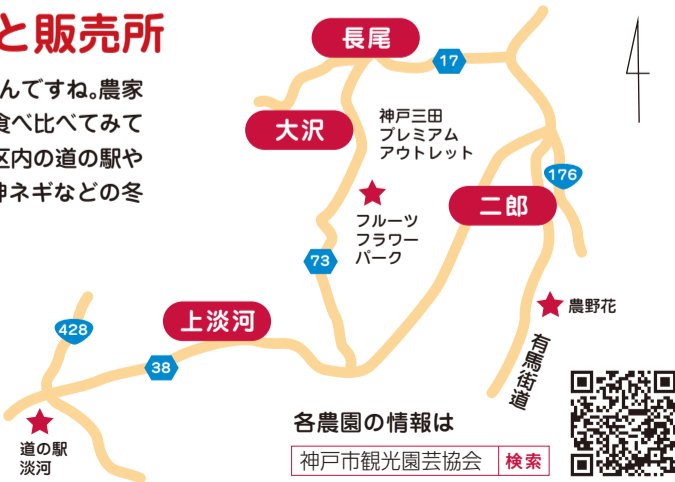 と販売所
んですね。農家
食べ比べてみて
区内の道の駅や
神ネギなどの冬
長尾
17
大沢
神戸三田
プレミアム
アウトレット
176
二郎
フルーツ
フラワー
パーク
73
農野花
上淡河
428
有馬街道
38
道の駅
淡河
各農園の情報は
神戸市観光園芸協会
検索